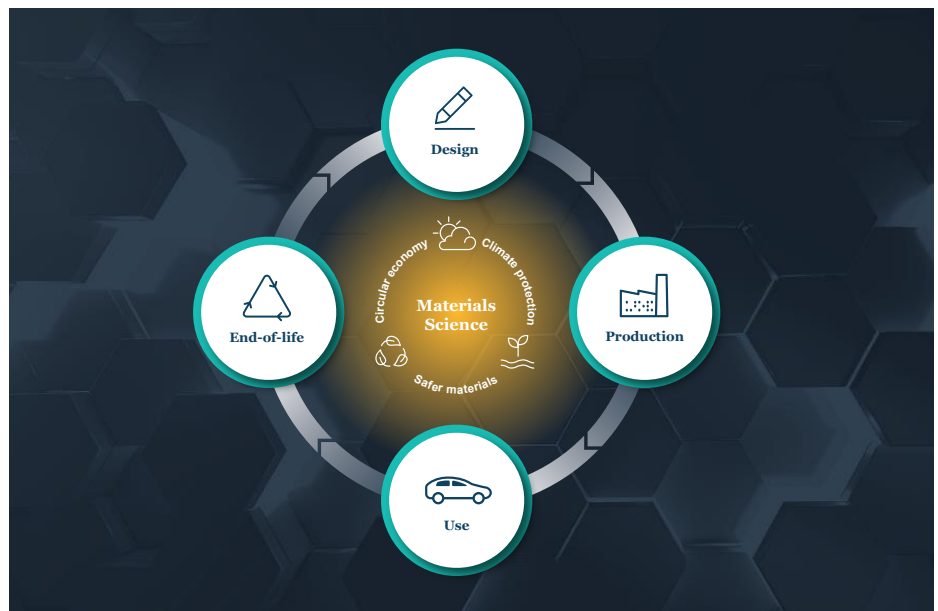 Design
Circular economy
Climate protection
Materials
Science
End-of-life
Production
Safer materials
Use